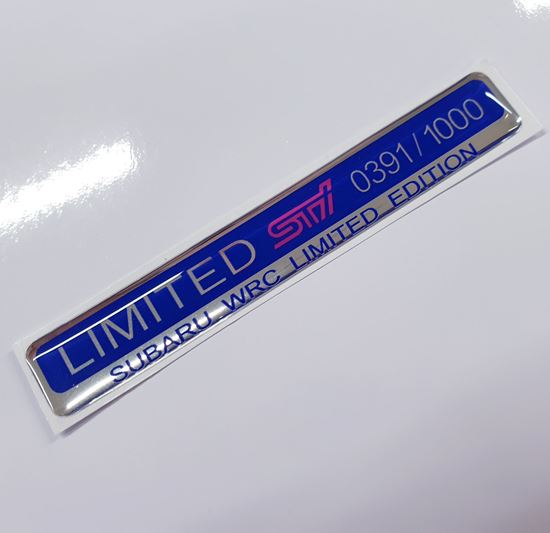 LIMITED STi 0391/1000
SUBARU WRC LIMITED EDITION